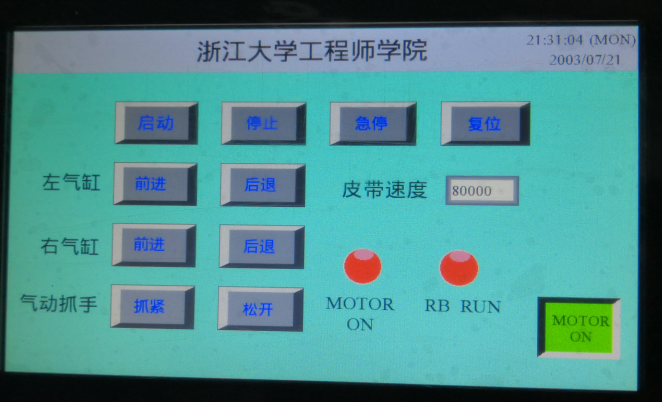 浙江大学工程师学院
21:31:04 (MON)
2003/07/21
启动 停止 急停 复位
左气缸 前进 后退 皮带速度 80000
右气缸 前进 后退
气动抓手 抓紧 松开
MOTOR
ON
RB RUN
MOTOR
ON